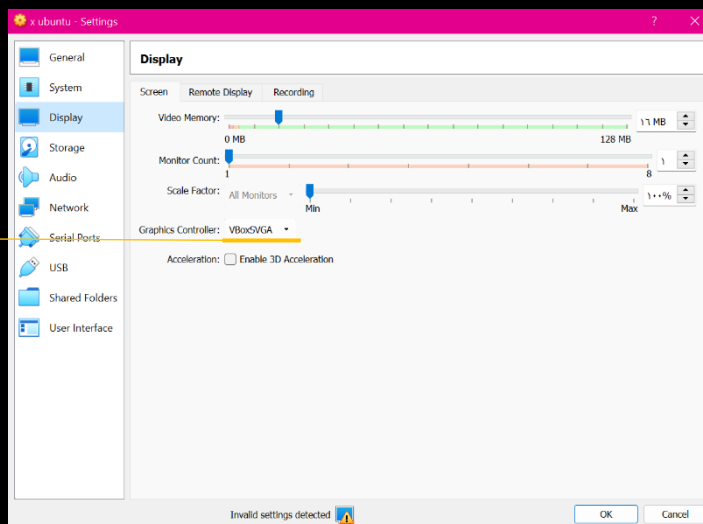 x ubuntu - Settings
General
System
Display
Storage
Audio
Network
Serial Ports
USB
Shared Folders
User Interface
Display
Screen Remote Display Recording
Video Memory: ١٦ MB
0 MB 128 MB
Monitor Count: ١
1 8
Scale Factor: All Monitors ١٠٠%
Min Max
Graphics Controller: VBoxSVGA
Acceleration: Enable 3D Acceleration
Invalid settings detected OK Cancel